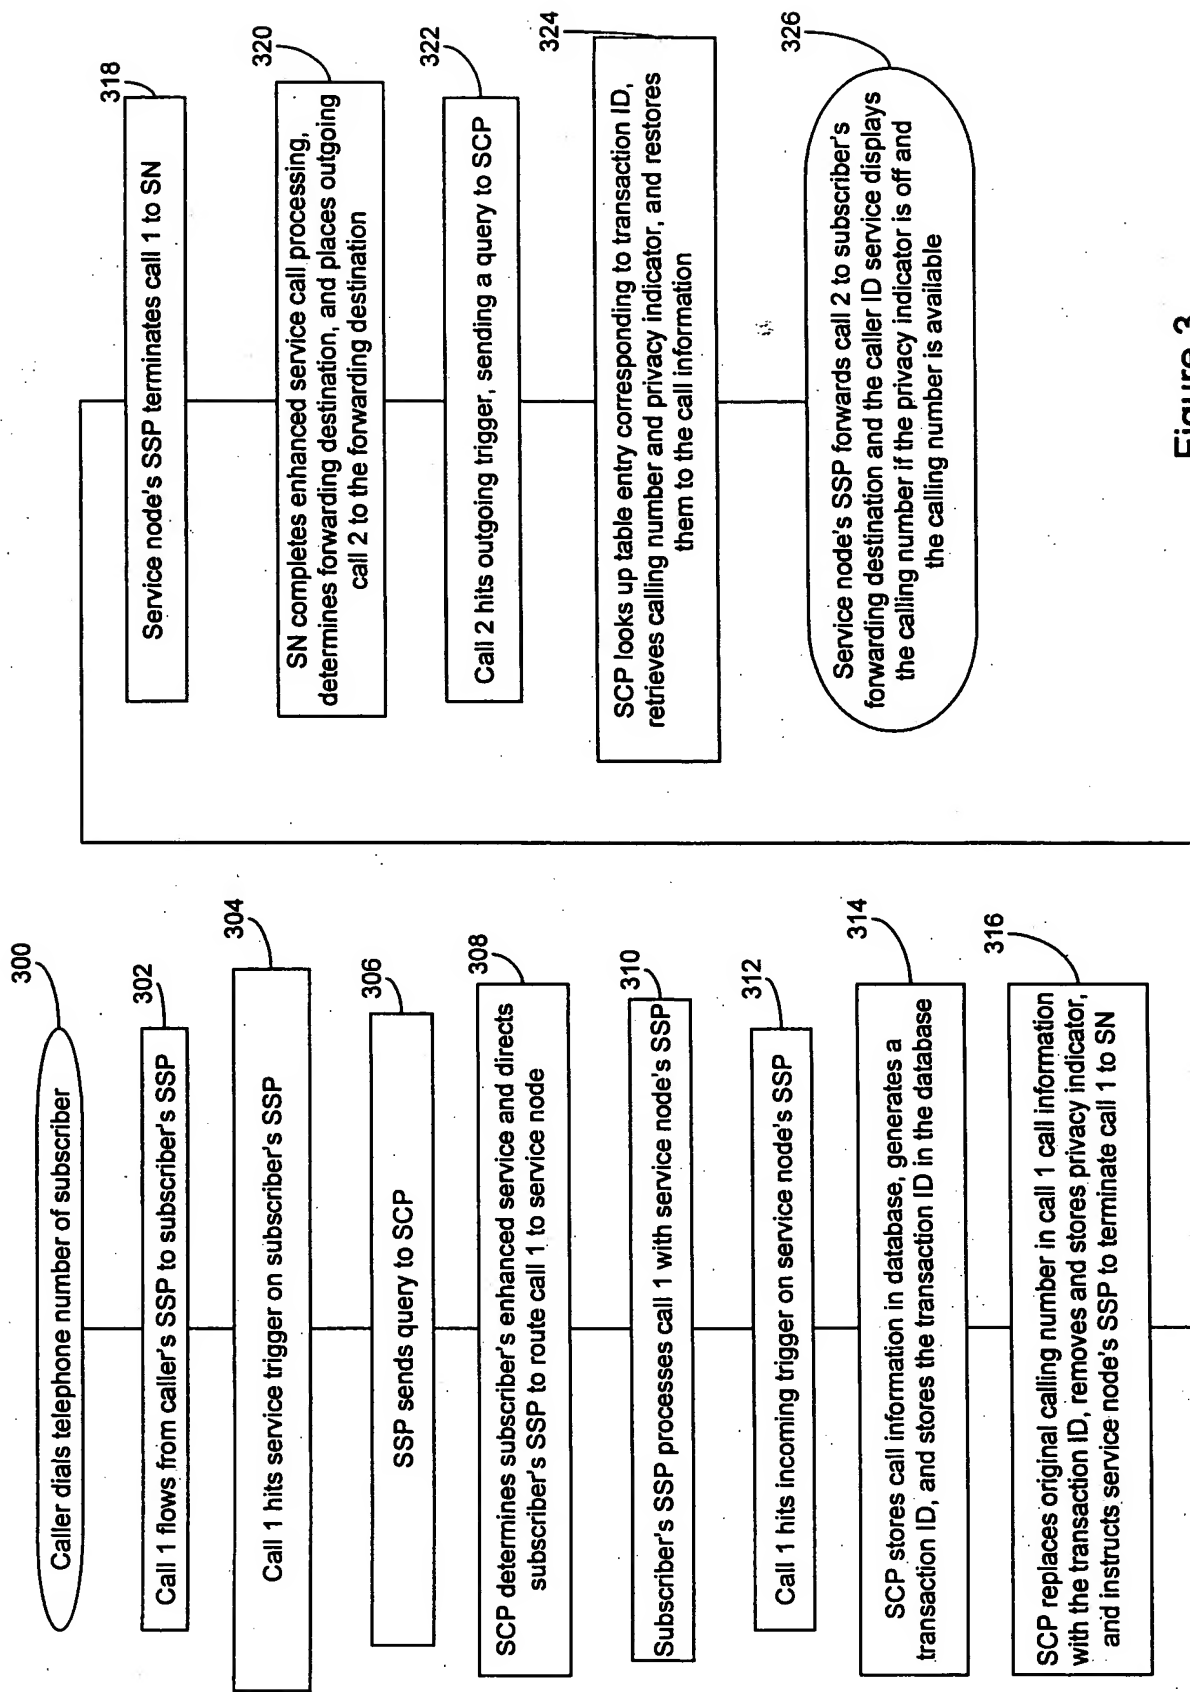 300
Caller dials telephone number of subscriber
302
Call 1 flows from caller's SSP to subscriber's SSP
304
Call 1 hits service trigger on subscriber's SSP
306
SSP sends query to SCP
308
SCP determines subscriber's enhanced service and directs
subscriber's SSP to route call 1 to service node
310
Subscriber's SSP processes call 1 with service node's SSP
312
Call 1 hits incoming trigger on service node's SSP
314
SCP stores call information in database, generates a
transaction ID, and stores the transaction ID in the database
316
SCP replaces original calling number in call 1 call information
with the transaction ID, removes and stores privacy indicator,
and instructs service node's SSP to terminate call 1 to SN
318
Service node's SSP terminates call 1 to SN
320
SN completes enhanced service call processing,
determines forwarding destination, and places outgoing
call 2 to the forwarding destination
322
Call 2 hits outgoing trigger, sending a query to SCP
324
SCP looks up table entry corresponding to transaction ID,
retrieves calling number and privacy indicator, and restores
them to the call information
326
Service node's SSP forwards call 2 to subscriber's
forwarding destination and the caller ID service displays
the calling number if the privacy indicator is off and
the calling number is available
Figure 3